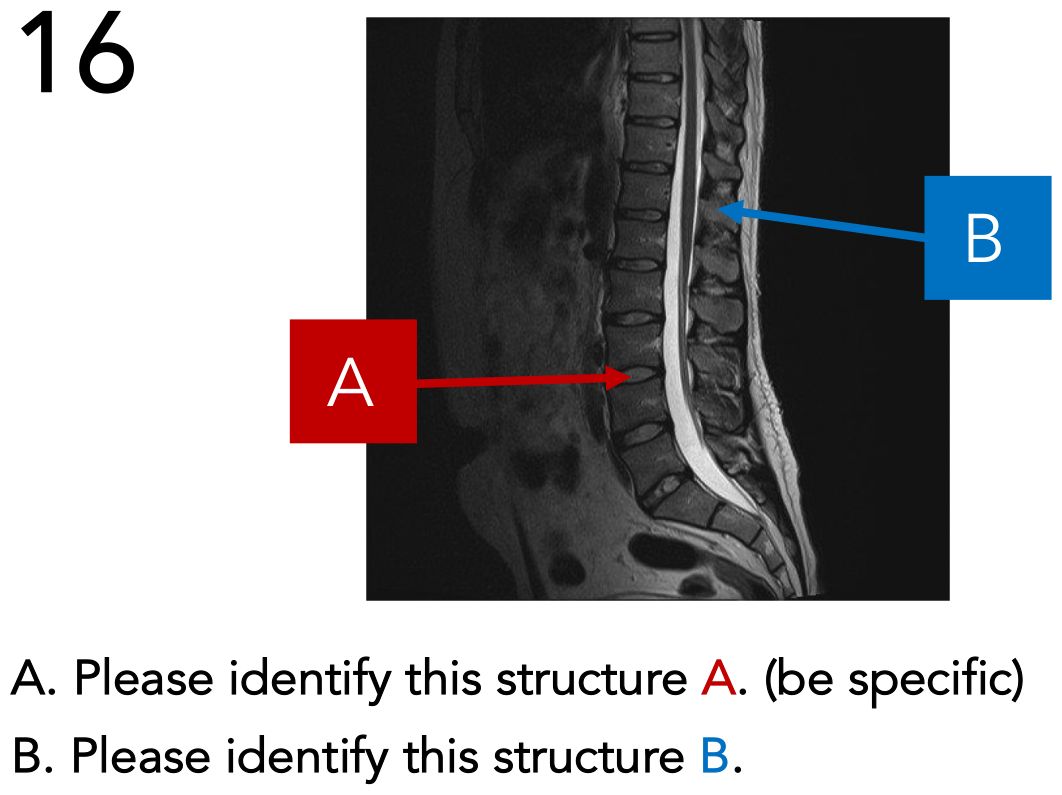 16
B
A
A. Please identify this structure A. (be specific)
B. Please identify this structure B.